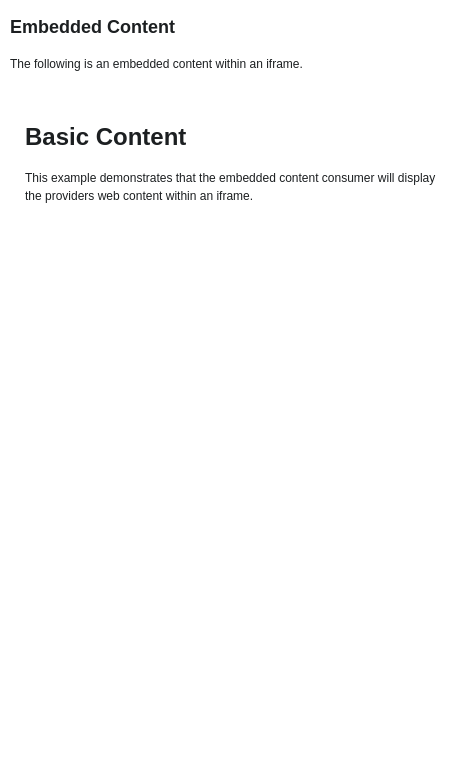 Embedded Content
The following is an embedded content within an iframe.
Basic Content
This example demonstrates that the embedded content consumer will display
the providers web content within an iframe.